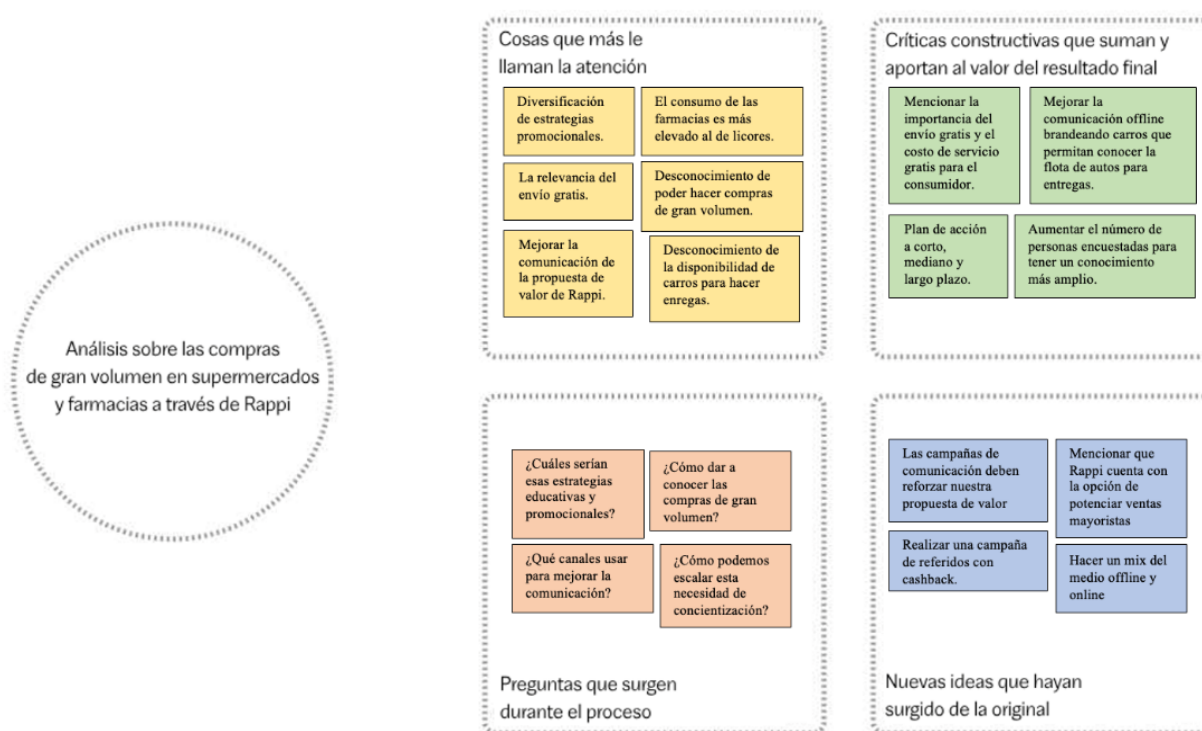 Análisis sobre las compras
de gran volumen en supermercados
y farmacias a través de Rappi
Cosas que más le
llaman la atención
Diversificación
de estrategias
promocionales.
El consumo de las
farmacias es más
elevado al de licores.
La relevancia del
envío gratis.
Desconocimiento de
poder hacer compras
de gran volumen.
Mejorar la
comunicación de
la propuesta de
valor de Rappi.
Desconocimiento de
la disponibilidad de
carros para hacer
enregas.
Críticas constructivas que suman y
aportan al valor del resultado final
Mencionar la
importancia del
envío gratis y el
costo de servicio
gratis para el
consumidor.
Mejorar la
comunicación offline
brandeando carros que
permitan conocer la
flota de autos para
entregas.
Plan de acción
a corto,
mediano y
largo plazo.
Aumentar el número de
personas encuestadas para
tener un conocimiento
más amplio.
¿Cuáles serían
esas estrategias
educativas y
promocionales?
¿Cómo dar a
conocer las
compras de gran
volumen?
¿Qué canales usar
para mejorar la
comunicación?
¿Cómo podemos
escalar esta
necesidad de
concientización?
Preguntas que surgen
durante el proceso
Las campañas de
comunicación deben
reforzar nuestra
propuesta de valor
Mencionar que
Rappi cuenta con
la opción de
potenciar ventas
mayoristas
Realizar una campaña
de referidos con
cashback.
Hacer un mix del
medio offline y
online
Nuevas ideas que hayan
surgido de la original